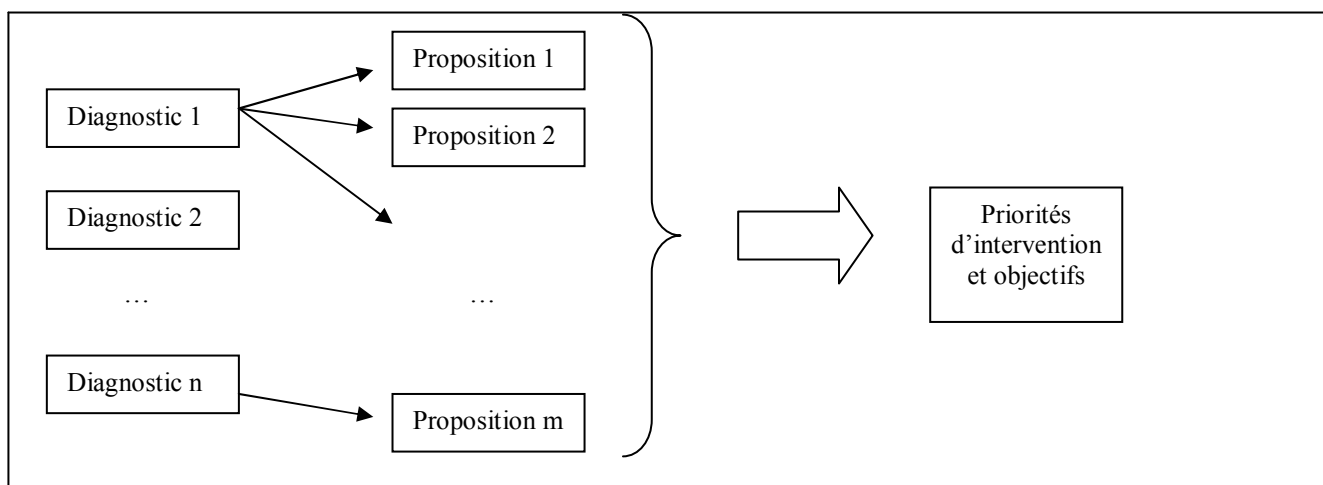 Proposition 1
Diagnostic 1
Proposition 2
Diagnostic 2
Priorités
d’intervention
et objectifs
…
…
Diagnostic n
Proposition m